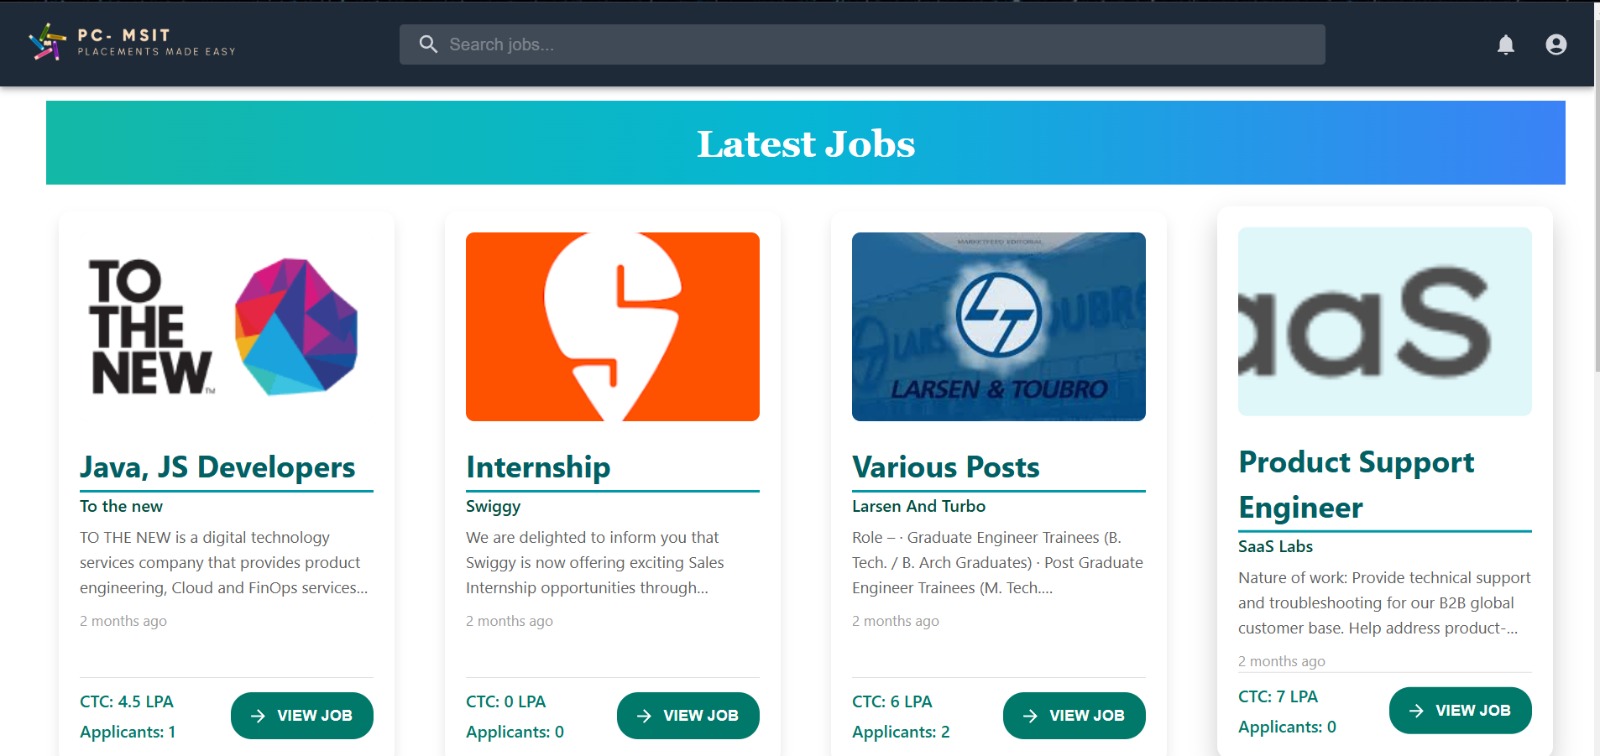 PC- MSIT
PLACEMENTS MADE EASY
Search jobs...
Latest Jobs
TO
THE
NEW
TM
Java, JS Developers
To the new
TO THE NEW is a digital technology
services company that provides product
engineering, Cloud and FinOps services...
2 months ago
CTC: 4.5 LPA
Applicants: 1
VIEW JOB
Internship
Swiggy
We are delighted to inform you that
Swiggy is now offering exciting Sales
Internship opportunities through...
2 months ago
CTC: 0 LPA
Applicants: 0
VIEW JOB
MARKETFEED EDITORIAL
LARS OUBR
LT
LARSEN & TOUBRO
Various Posts
Larsen And Turbo
Role – · Graduate Engineer Trainees (B.
Tech. / B. Arch Graduates) · Post Graduate
Engineer Trainees (M. Tech....
2 months ago
CTC: 6 LPA
Applicants: 2
VIEW JOB
aaS
Product Support
Engineer
SaaS Labs
Nature of work: Provide technical support
and troubleshooting for our B2B global
customer base. Help address product-...
2 months ago
CTC: 7 LPA
Applicants: 0
VIEW JOB